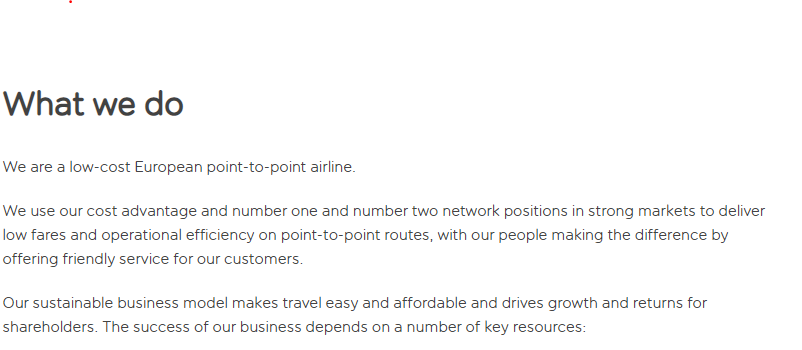 What we do
We are a low-cost European point-to-point airline.
We use our cost advantage and number one and number two network positions in strong markets to deliver
low fares and operational efficiency on point-to-point routes, with our people making the difference by
offering friendly service for our customers.
Our sustainable business model makes travel easy and affordable and drives growth and returns for
shareholders. The success of our business depends on a number of key resources: